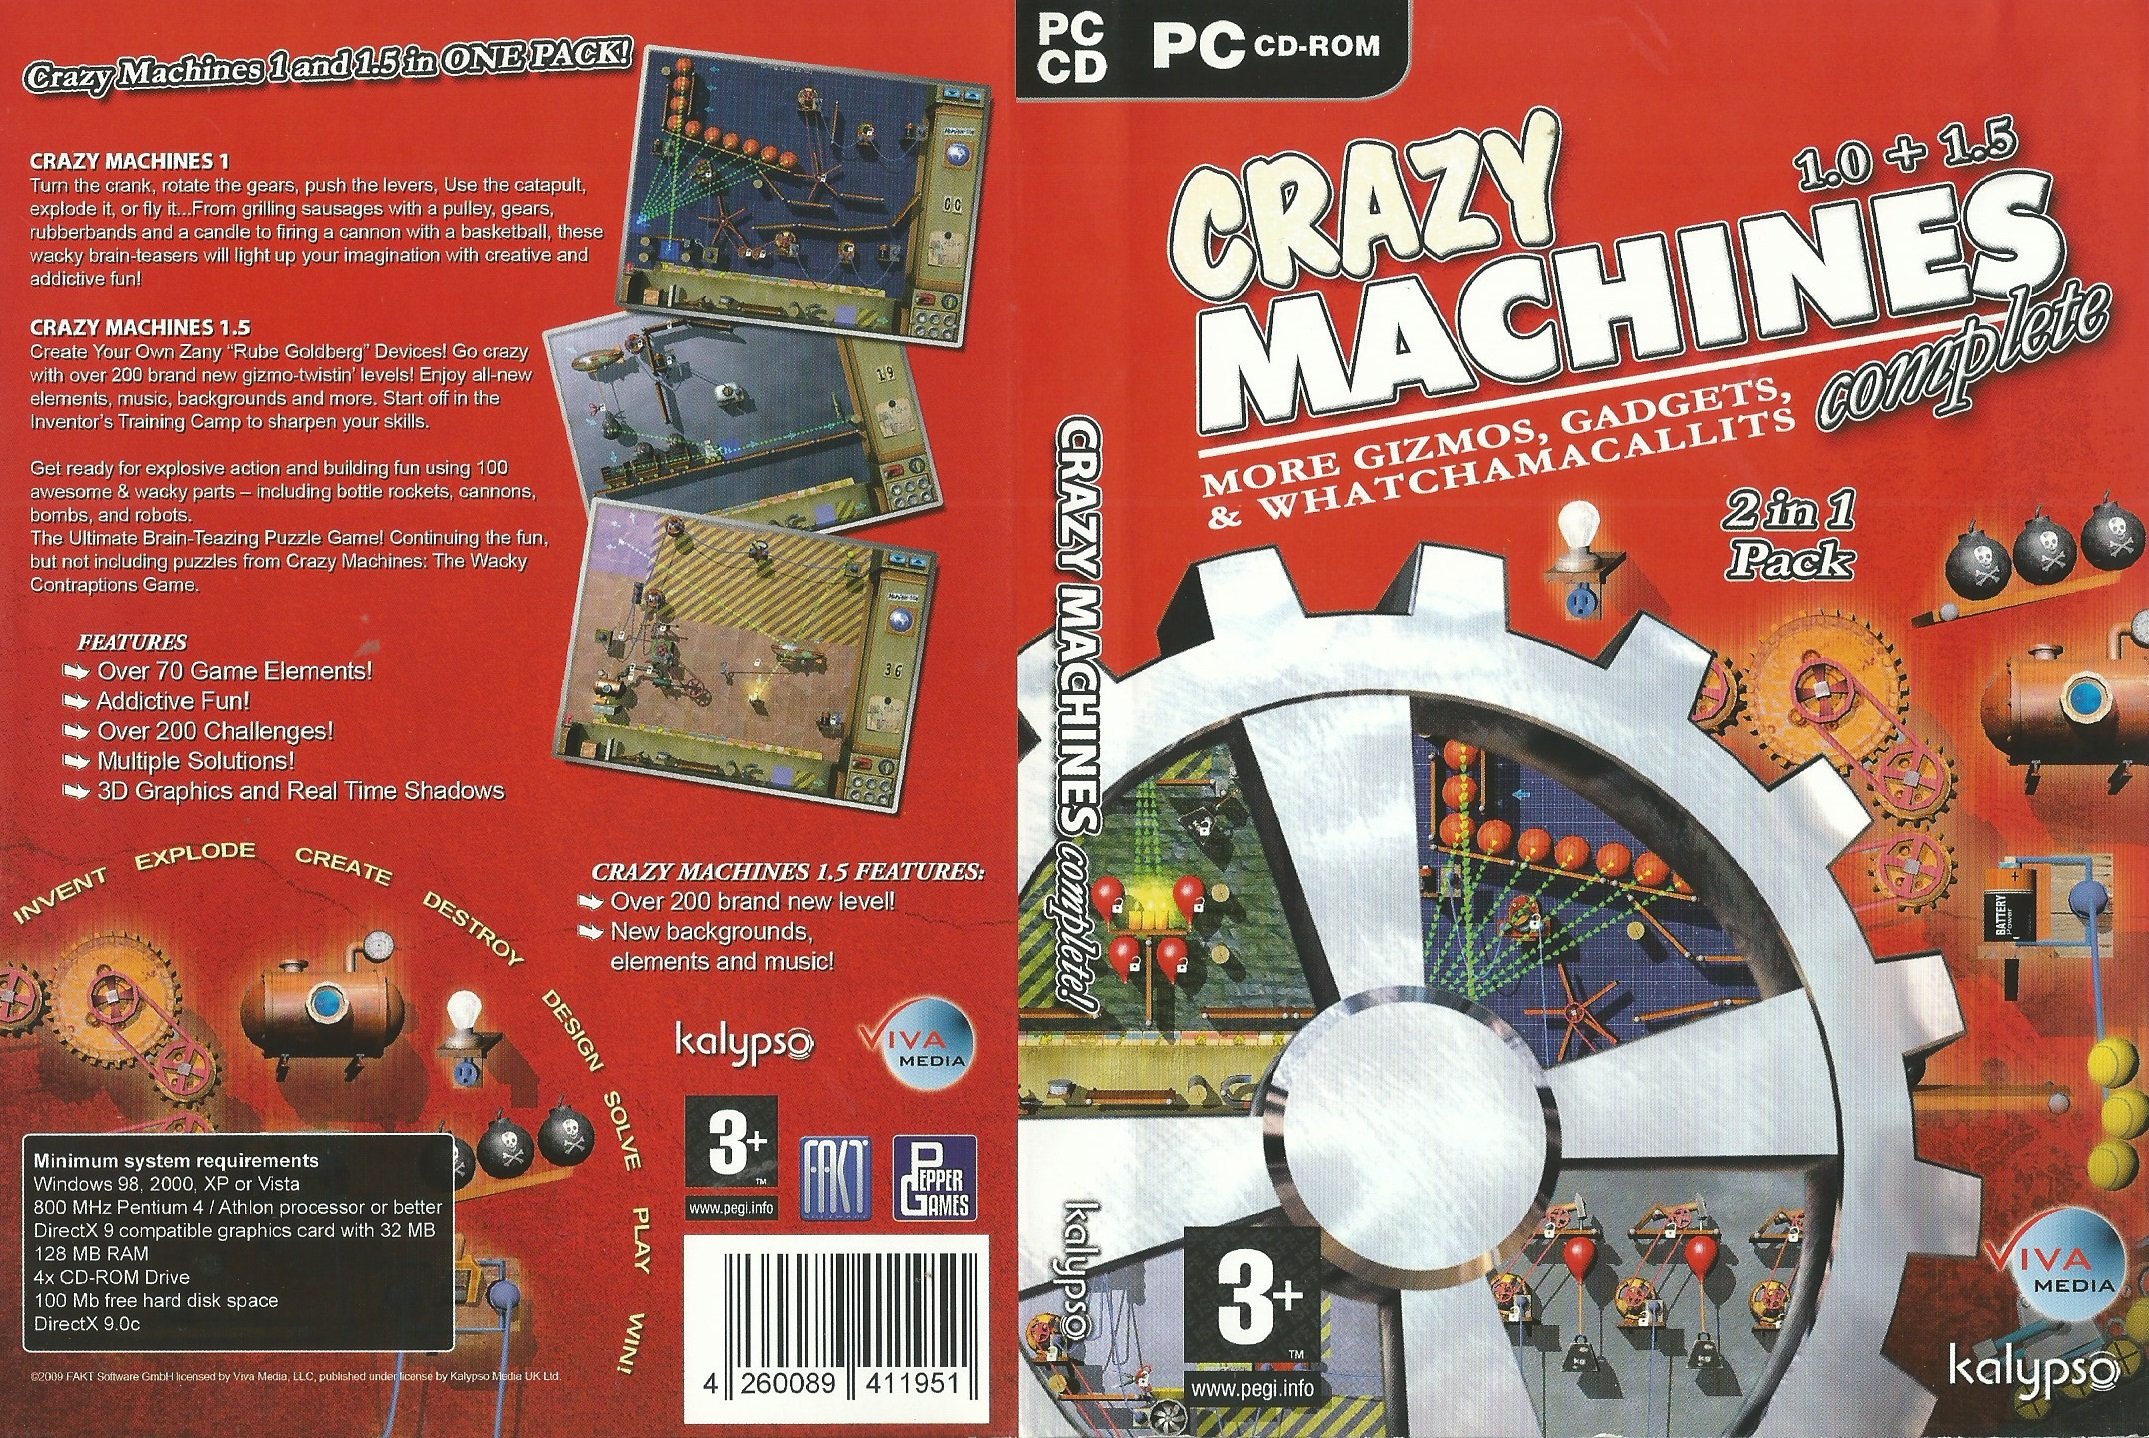 Crazy Machines 1 and 1.5 in ONE PACK!
CRAZY MACHINES 1
Turn the crank, rotate the gears, push the levers, Use the catapult,
explode it, or fly it...From grilling sausages with a pulley, gears,
rubberbands and a candle to firing a cannon with a basketball, these
wacky brain-teasers will light up your imagination with creative and
addictive fun!
CRAZY MACHINES 1.5
Create Your Own Zany “Rube Goldberg” Devices! Go crazy
with over 200 brand new gizmo-twistin’ levels! Enjoy all-new
elements, music, backgrounds and more. Start off in the
Inventor’s Training Camp to sharpen your skills.
Get ready for explosive action and building fun using 100
awesome & wacky parts – including bottle rockets, cannons,
bombs, and robots.
The Ultimate Brain-Teazing Puzzle Game! Continuing the fun,
but not including puzzles from Crazy Machines: The Wacky
Contraptions Game.
FEATURES
Over 70 Game Elements!
Addictive Fun!
Over 200 Challenges!
Multiple Solutions!
3D Graphics and Real Time Shadows
INVENT EXPLODE CREATE DESTROY DESIGN SOLVE PLAY WIN!
CRAZY MACHINES 1.5 FEATURES:
Over 200 brand new level!
New backgrounds,
elements and music!
kalypso
VIVA
MEDIA
3+
TM
www.pegi.info
FAKT
SOFTWARE
PEPPER
GAMES
Minimum system requirements
Windows 98, 2000, XP or Vista
800 MHz Pentium 4 / Athlon processor or better
DirectX 9 compatible graphics card with 32 MB
128 MB RAM
4x CD-ROM Drive
100 Mb free hard disk space
DirectX 9.0c
©2009 FAKT Software GmbH licensed by Viva Media, LLC, published under license by Kalypso Media UK Ltd.
4 260089 411951
19
36
CRAZY MACHINES complete!
kalypso
PC
CD
PC CD-ROM
CRAZY
1.0 + 1.5
MACHINES
complete
MORE GIZMOS, GADGETS,
& WHATCHAMACALLITS
2 in 1
Pack
BATTERY
Power
3+
TM
www.pegi.info
VIVA
MEDIA
kalypso